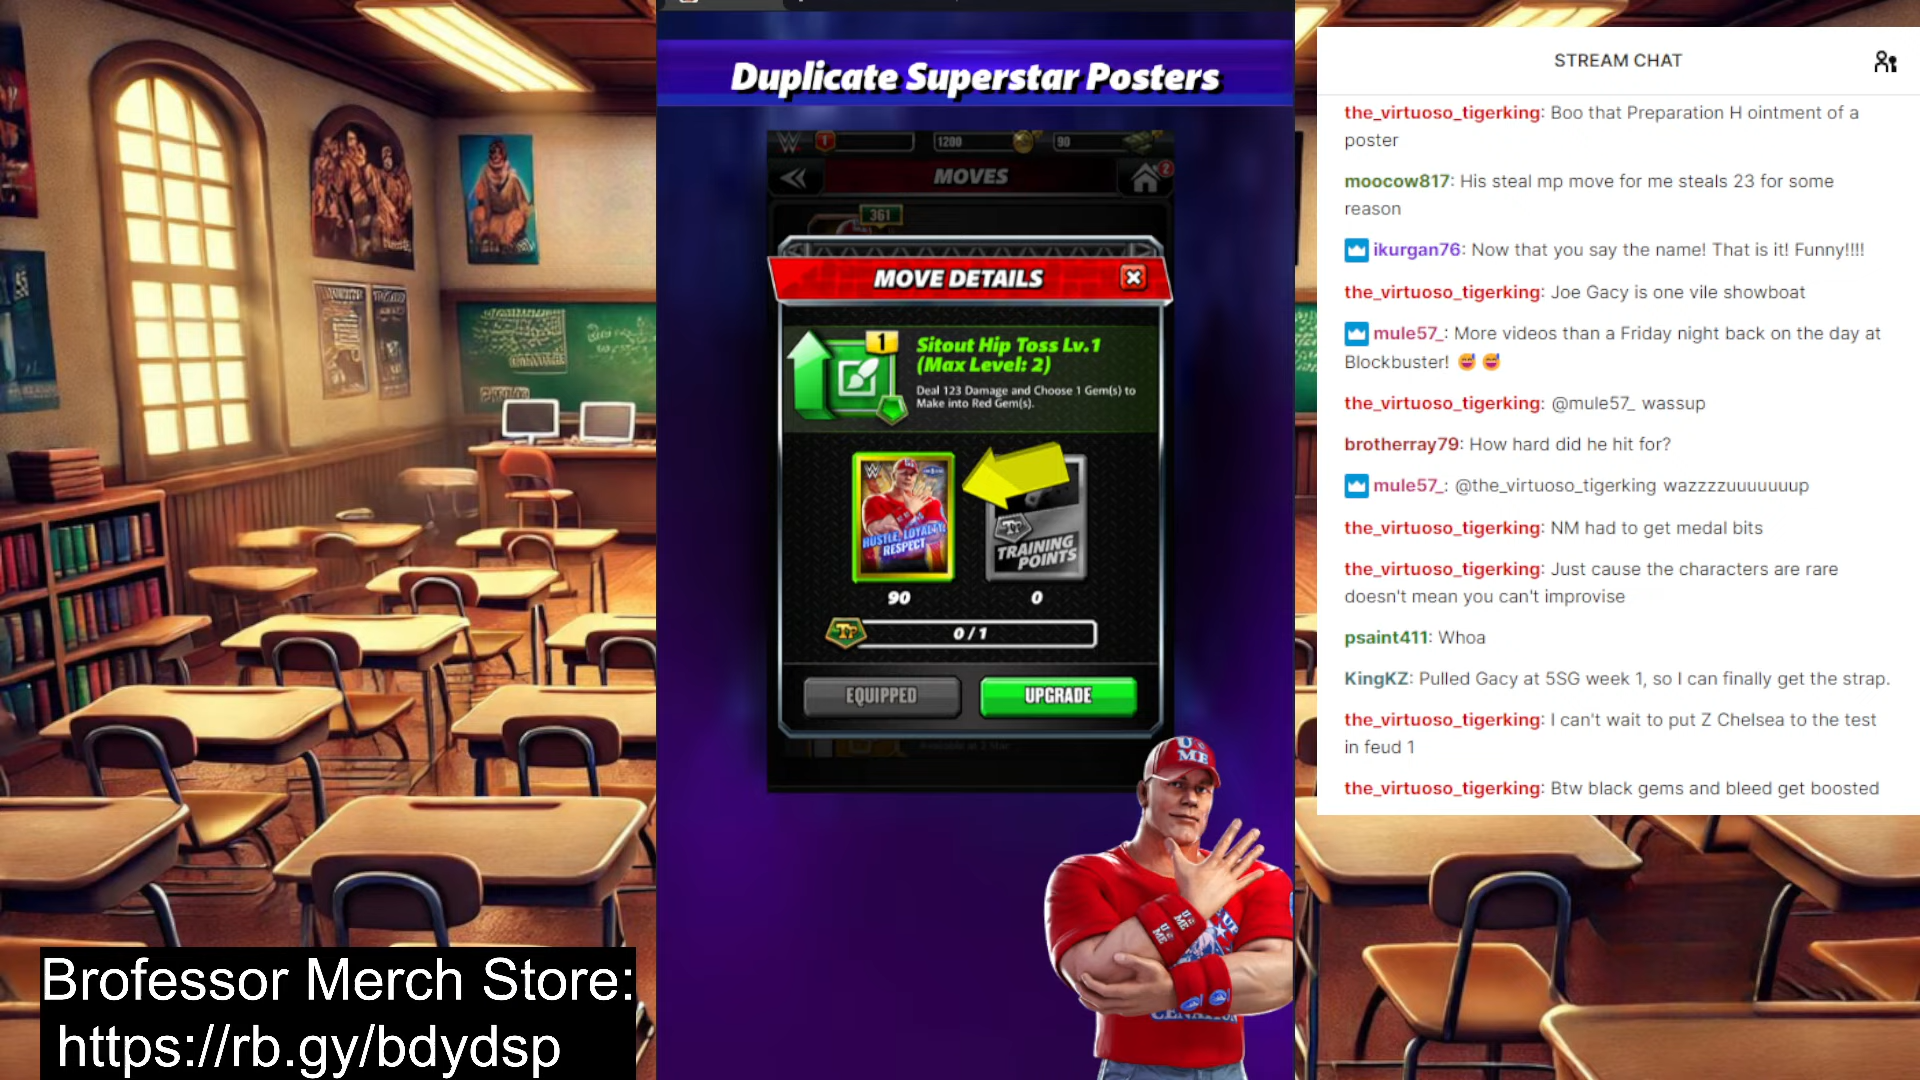 Duplicate Superstar Posters
1200
90
2
MOVES
361
MOVE DETAILS
1
Sitout Hip Toss Lv.1
(Max Level: 2)
Deal 123 Damage and Choose 1 Gem(s) to
Make into Red Gem(s).
HUSTLE, LOYALTY,
RESPECT
TP
TRAINING
POINTS
90
0
TP
0 / 1
EQUIPPED
UPGRADE
U C
ME
Brofessor Merch Store:
https://rb.gy/bdydsp
STREAM CHAT
the_virtuoso_tigerking: Boo that Preparation H ointment of a
poster
moocow817: His steal mp move for me steals 23 for some
reason
ikurgan76: Now that you say the name! That is it! Funny!!!!
the_virtuoso_tigerking: Joe Gacy is one vile showboat
mule57_: More videos than a Friday night back on the day at
Blockbuster! 😅 😅
the_virtuoso_tigerking: @mule57_ wassup
brotherray79: How hard did he hit for?
mule57_: @the_virtuoso_tigerking wazzzzuuuuuuup
the_virtuoso_tigerking: NM had to get medal bits
the_virtuoso_tigerking: Just cause the characters are rare
doesn't mean you can't improvise
psaint411: Whoa
KingKZ: Pulled Gacy at 5SG week 1, so I can finally get the strap.
the_virtuoso_tigerking: I can't wait to put Z Chelsea to the test
in feud 1
the_virtuoso_tigerking: Btw black gems and bleed get boosted